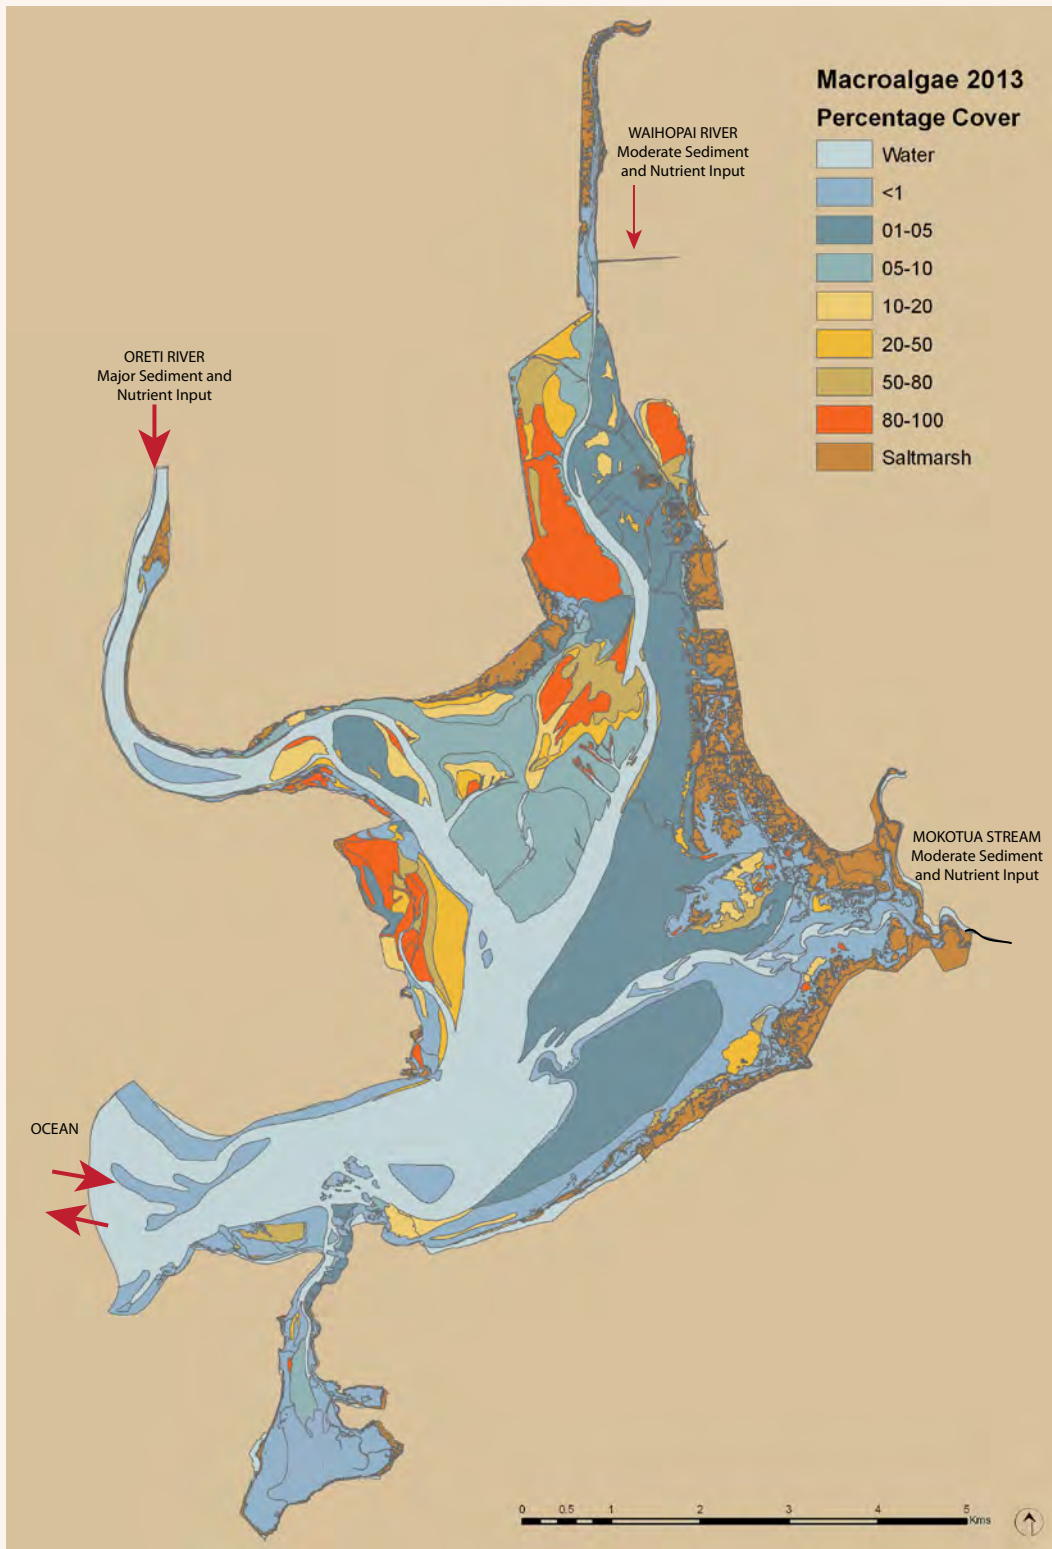 Macroalgae 2013
Percentage Cover
Water
<1
01-05
05-10
10-20
20-50
50-80
80-100
Saltmarsh
WAIHOPAI RIVER
Moderate Sediment
and Nutrient Input
ORETI RIVER
Major Sediment and
Nutrient Input
MOKOTUA STREAM
Moderate Sediment
and Nutrient Input
OCEAN
0 0.5 1 2 3 4 5
Kms